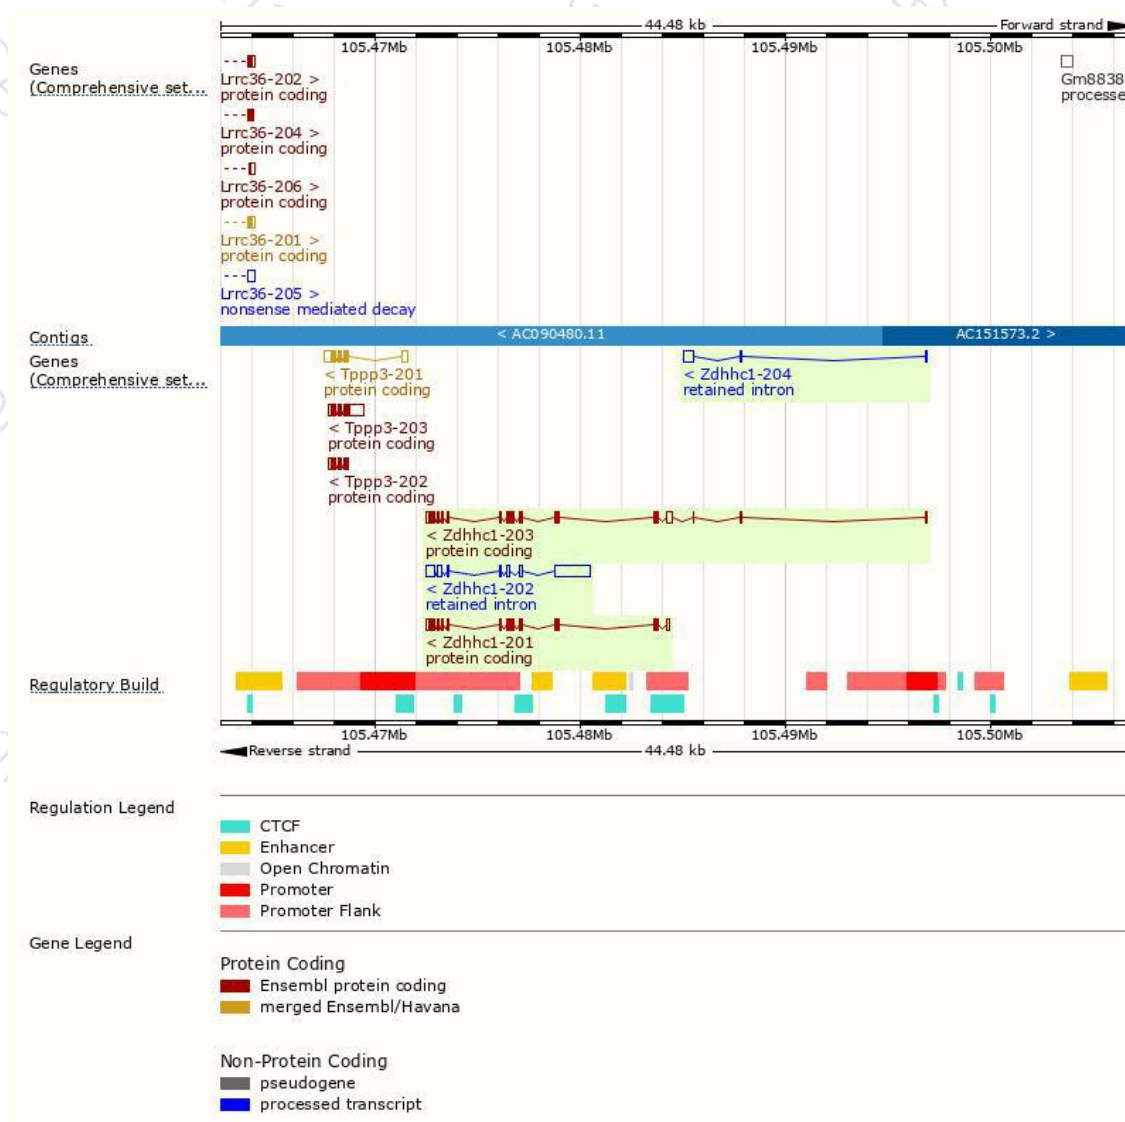 44.48 kb Forward strand
105.47Mb 105.48Mb 105.49Mb 105.50Mb
Genes
(Comprehensive set...
Lrrc36-202 >
protein coding
Gm8838
processe
Lrrc36-204 >
protein coding
Lrrc36-206 >
protein coding
Lrrc36-201 >
protein coding
Lrrc36-205 >
nonsense mediated decay
Contigs
< AC090480.11 AC151573.2 >
Genes
(Comprehensive set...
< Tppp3-201
protein coding
< Zdhhc1-204
retained intron
< Tppp3-203
protein coding
< Tppp3-202
protein coding
< Zdhhc1-203
protein coding
< Zdhhc1-202
retained intron
< Zdhhc1-201
protein coding
Regulatory Build
105.47Mb 105.48Mb 105.49Mb 105.50Mb
Reverse strand 44.48 kb
Regulation Legend
CTCF
Enhancer
Open Chromatin
Promoter
Promoter Flank
Gene Legend
Protein Coding
Ensembl protein coding
merged Ensembl/Havana
Non-Protein Coding
pseudogene
processed transcript